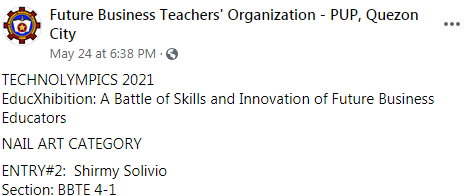 Future Business Teachers' Organization - PUP, Quezon
City
May 24 at 6:38 PM ·
TECHNOLYMPICS 2021
EducXhibition: A Battle of Skills and Innovation of Future Business
Educators
NAIL ART CATEGORY
ENTRY#2: Shirmy Solivio
Section: BBTE 4-1